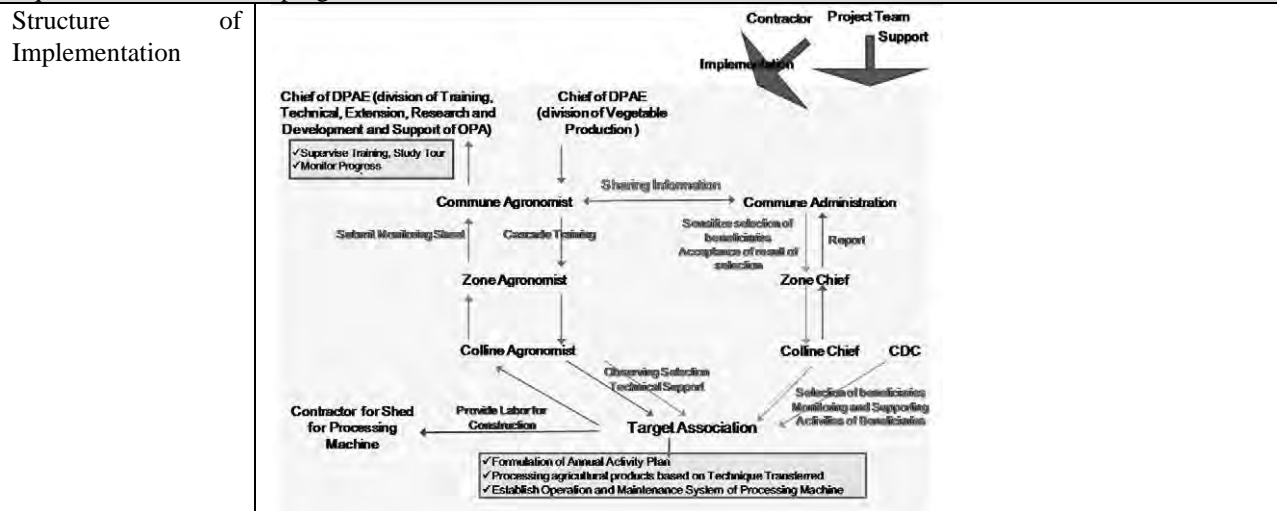 Structure of
Implementation
Contractor Project Team
Support
Implementation
Chief of DPAE (division of Training,
Technical, Extension, Research and
Development and Support of OPA)
Chief of DPAE
(division of Vegetable
Production )
✓Supervise Training, Study Tour
✓Monitor Progress
Sharing Information
Commune Agronomist
Commune Administration
Submit Monitoring Sheet
Cascade Training
Sensitize selection of
beneficiaries
Acceptance of result of
selection
Report
Zone Agronomist
Zone Chief
Colline Agronomist
Colline Chief
CDC
Observing Selection
Technical Support
Selection of beneficiaries
Monitoring and Supporting
Activities of Beneficiaries
Contractor for Shed
for Processing
Machine
Provide Labor for
Construction
Target Association
✓Formulation of Annual Activity Plan
✓Processing agricultural products based on Technique Transferred
✓Establish Operation and Maintenance System of Processing Machine